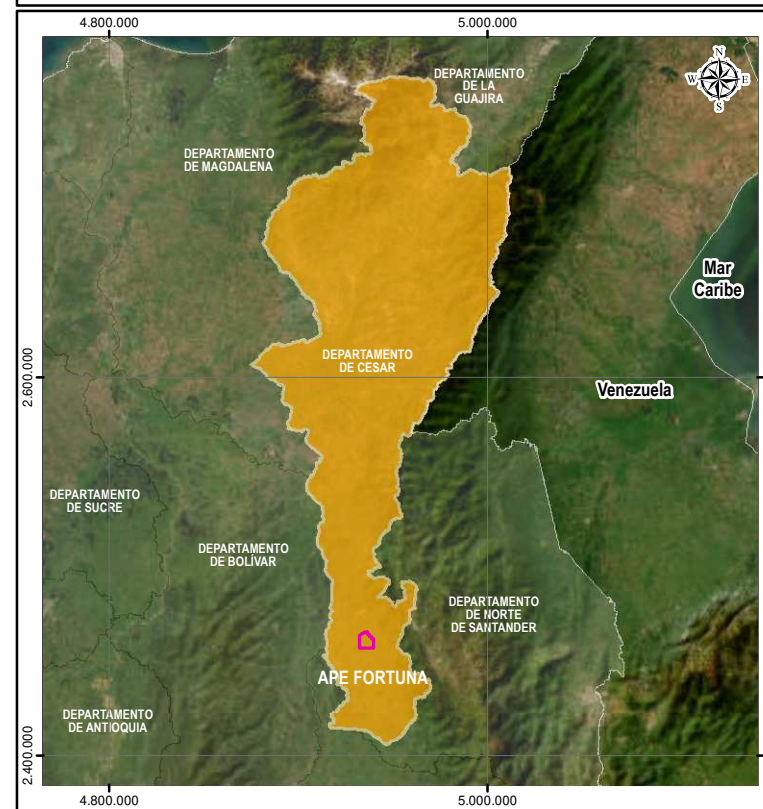 4.800.000
5.000.000
DEPARTAMENTO
DE LA
GUAJIRA
N
W
E
S
DEPARTAMENTO
DE MAGDALENA
Mar
Caribe
DEPARTAMENTO
DE CESAR
2.600.000
Venezuela
DEPARTAMENTO
DE SUCRE
DEPARTAMENTO
DE BOLÍVAR
DEPARTAMENTO
DE NORTE
DE SANTANDER
APE FORTUNA
DEPARTAMENTO
DE ANTIOQUIA
2.400.000
4.800.000
5.000.000